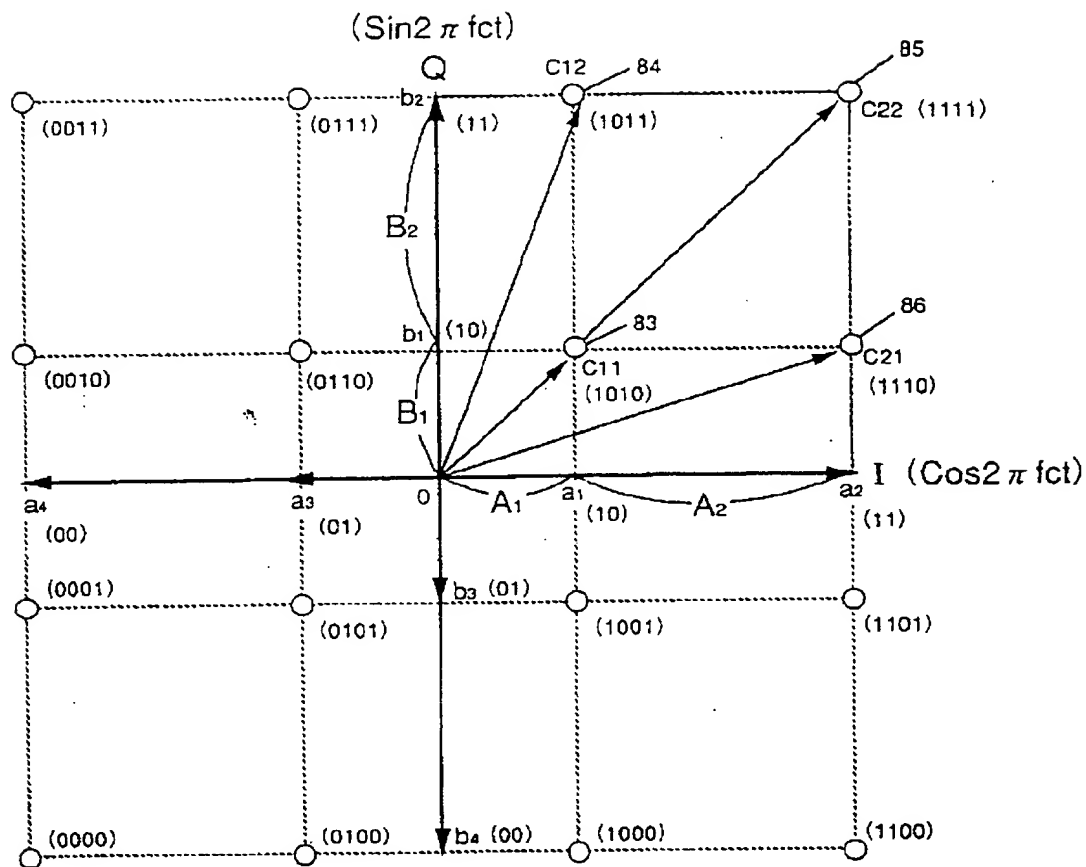 (Sin2 π fct)
Q
C12
84
85
b2
(0011)
(0111)
(11)
(1011)
C22 (1111)
B2
b1
(10)
83
86
(0010)
(0110)
C11
(1010)
C21
(1110)
B1
a4
a3
0
A1
a1
A2
a2
I (Cos2 π fct)
(00)
(01)
(10)
(11)
(0001)
b3 (01)
(0101)
(1001)
(1101)
(0000)
(0100)
b4 (00)
(1000)
(1100)